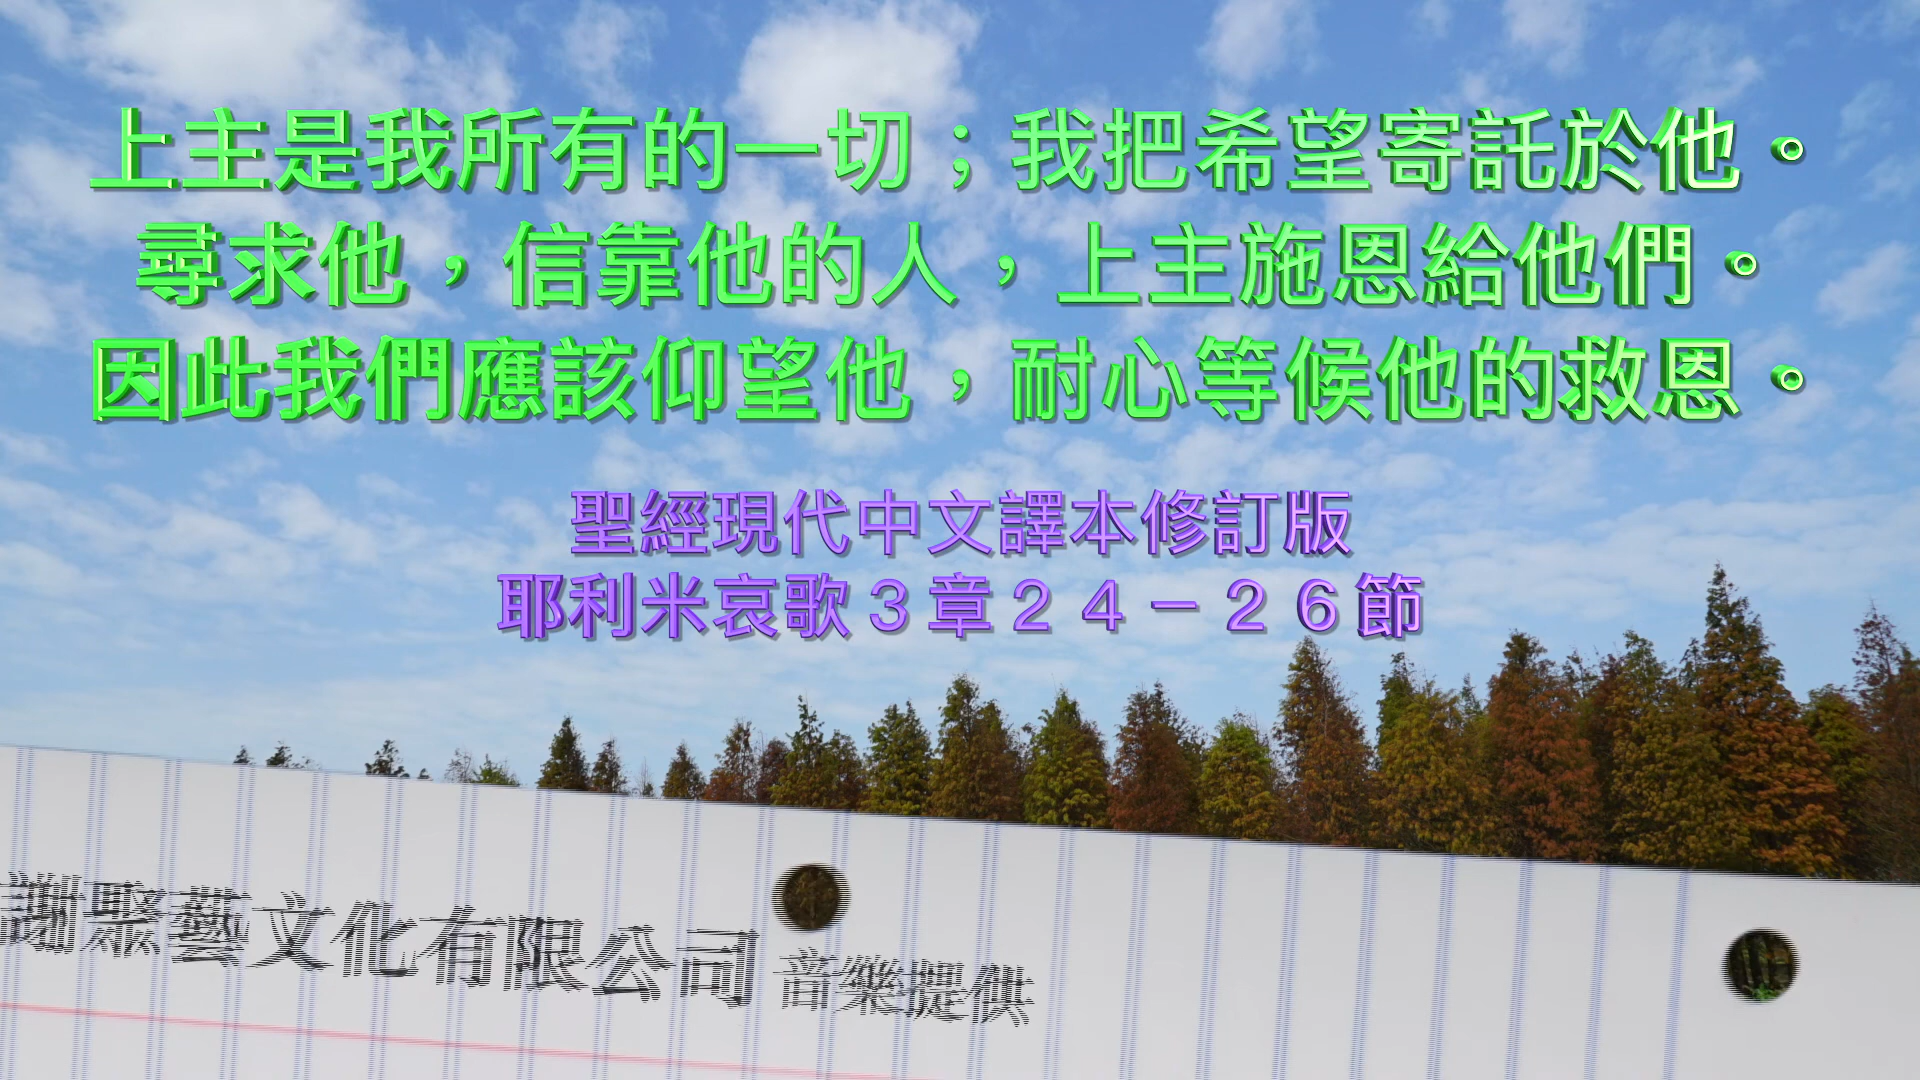 上主是我所有的一切；我把希望寄託於他。
尋求他，信靠他的人，上主施恩給他們。
因此我們應該仰望他，耐心等候他的救恩。
聖經現代中文譯本修訂版
耶利米哀歌３章２４－２６節
謝聚藝文化有限公司 音樂提供